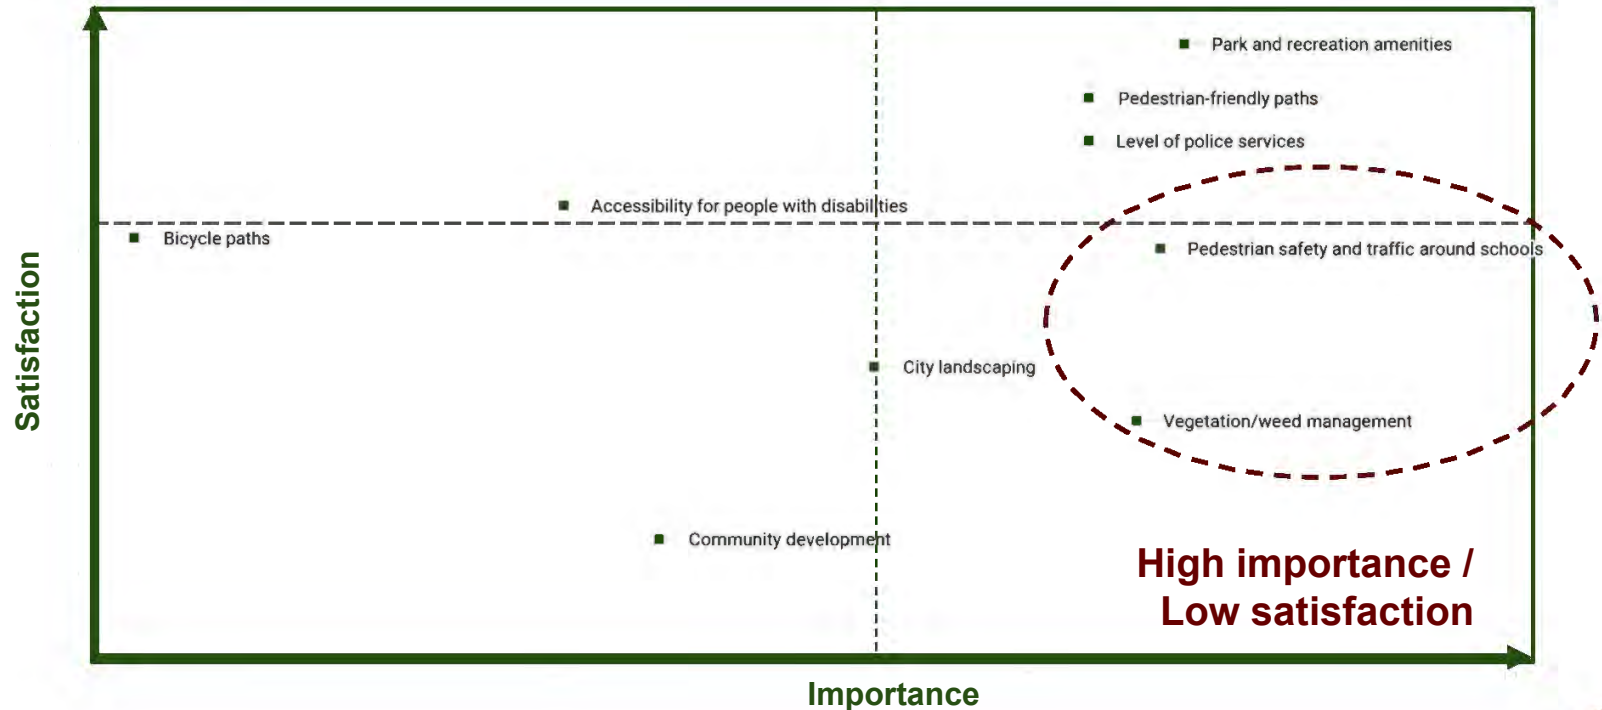 Park and recreation amenities
Pedestrian-friendly paths
Level of police services
Accessibility for people with disabilities
Bicycle paths
Pedestrian safety and traffic around schools
Satisfaction
City landscaping
Vegetation/weed management
Community development
High importance /
Low satisfaction
Importance